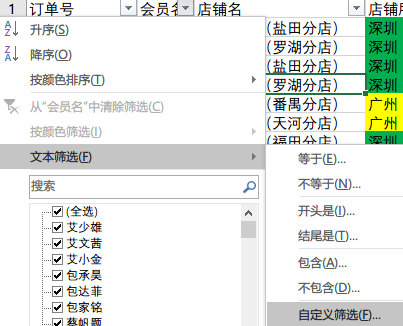 1 订单号 会员名 店铺名 店铺
升序(S)
降序(O)
按颜色排序(T)
从“会员名”中清除筛选(C)
按颜色筛选(I)
文本筛选(F)
搜索
(全选)
艾少雄
艾文茜
艾小金
包承昊
包达菲
包家铭
蔡帆顾
(盐田分店) 深圳
(罗湖分店) 深圳
(盐田分店) 深圳
(罗湖分店) 深圳
(番禺分店) 广州
(天河分店) 广州
(福田分店) 深圳
等于(E)...
不等于(N)...
开头是(I)...
结尾是(T)...
包含(A)...
不包含(D)...
自定义筛选(F)...